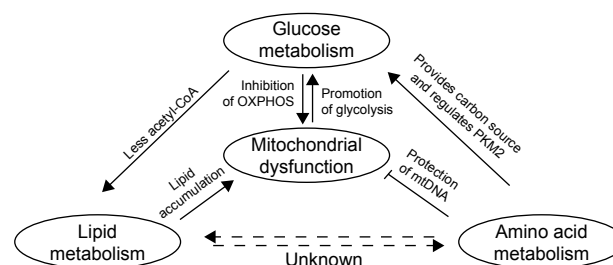 Glucose
metabolism
Less acetyl-CoA
Inhibition
of OXPHOS
Promotion
of glycolysis
Provides carbon source
and regulates PKM2
Mitochondrial
dysfunction
Lipid
accumulation
Protection
of mtDNA
Lipid
metabolism
Unknown
Amino acid
metabolism